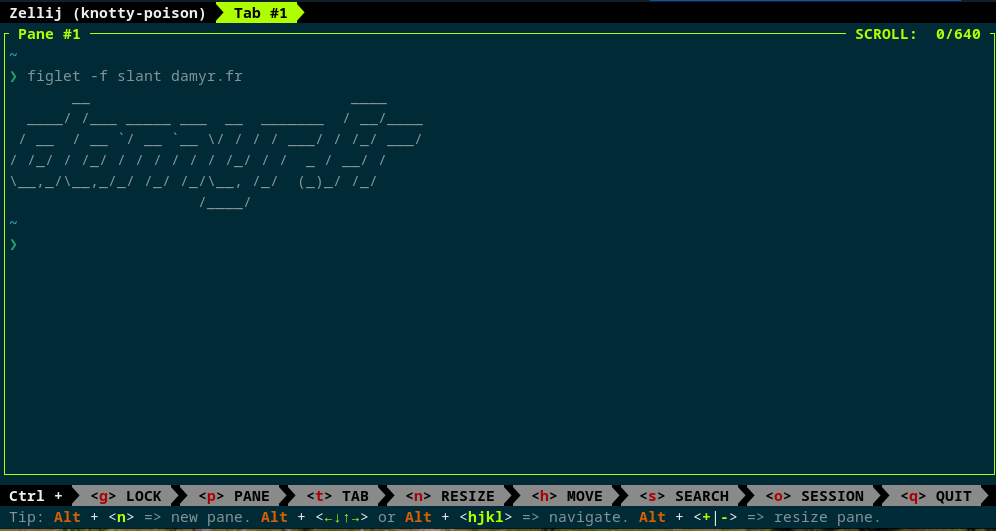 Zellij (knotty-poison) Tab #1
Pane #1 SCROLL: 0/640
~
❯ figlet -f slant damyr.fr
       __                             ____
  ____/ /___ _____ ___  __  _______  / __/____
 / __  / __ `/ __ `__ \/ / / / ___/ / /_/ ___/
/ /_/ / /_/ / / / / / / /_/ / /  _ / __/ /
\__,_/\__,_/_/ /_/ /_/\__, /_/  (_)_/ /_/
                     /____/
~
❯
Ctrl + <g> LOCK <p> PANE <t> TAB <n> RESIZE <h> MOVE <s> SEARCH <o> SESSION <q> QUIT
Tip: Alt + <n> => new pane. Alt + <←↓↑→> or Alt + <hjkl> => navigate. Alt + <+|-> => resize pane.